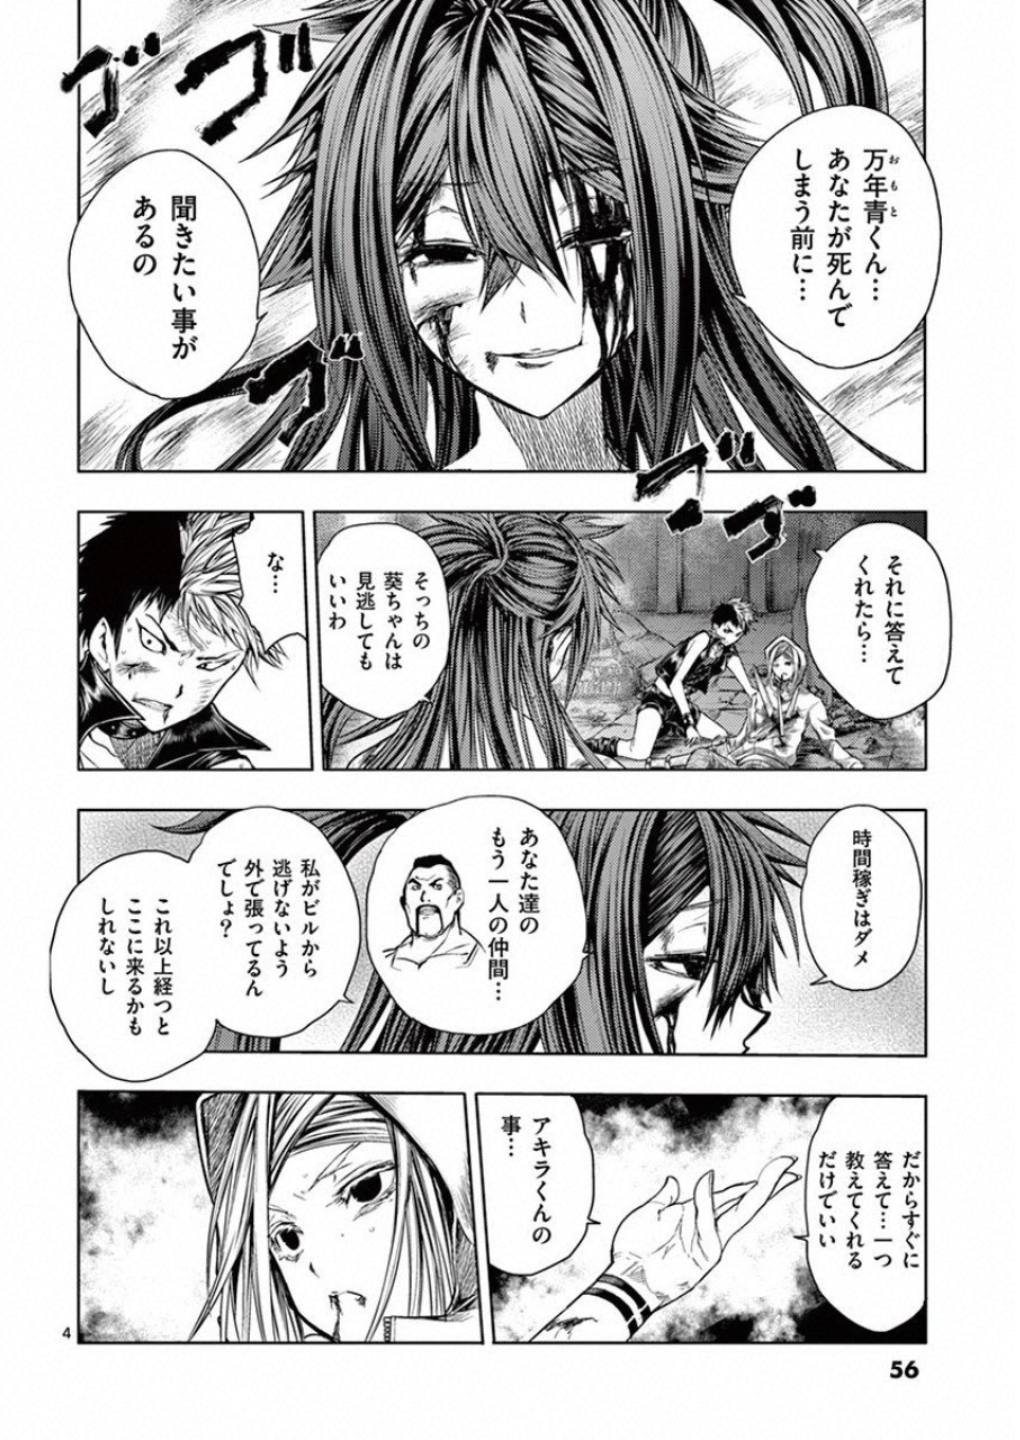 ゴゴ
万年青くん…
おもと
あなたが死んで
しまう前に…
聞きたい事が
あるの
ゴゴ
ゴゴ
それに答えて
くれたら…
そっちの
葵ちゃんは
見逃しても
いいわ
な…
時間稼ぎはダメ
あなた達の
もう一人の仲間…
私がビルから
逃げないよう
外で張ってるん
でしょ？
これ以上経つと
ここに来るかも
しれないし
だからすぐに
答えて…一つ
教えてくれる
だけでいい
アキラくんの
事…
4
56